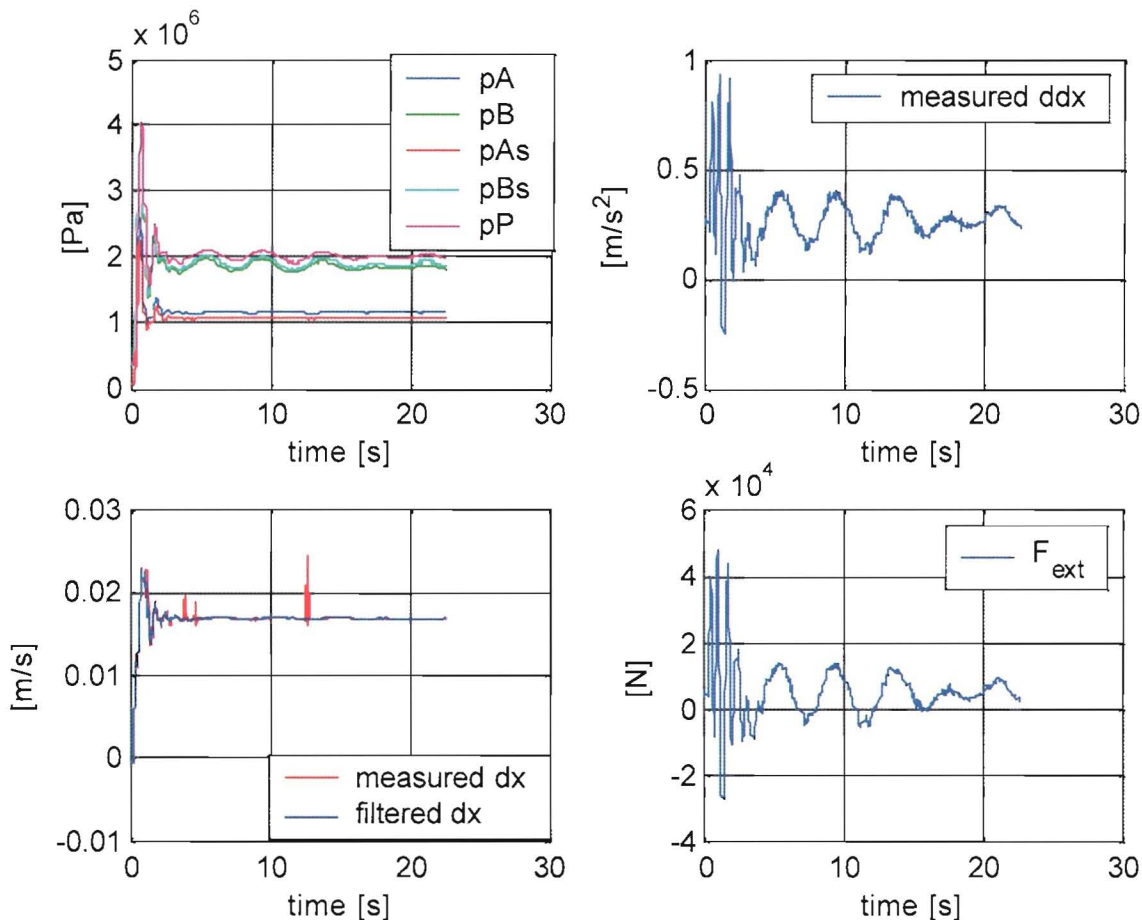 x 10^6
5
4
3
2
1
0
[Pa]
pA
pB
pAs
pBs
pP
0 10 20 30
time [s]
1
0.5
0
-0.5
[m/s^2]
measured ddx
0 10 20 30
time [s]
0.03
0.02
0.01
0
-0.01
[m/s]
measured dx
filtered dx
0 10 20 30
time [s]
x 10^4
6
4
2
0
-2
-4
[N]
F_ext
0 10 20 30
time [s]